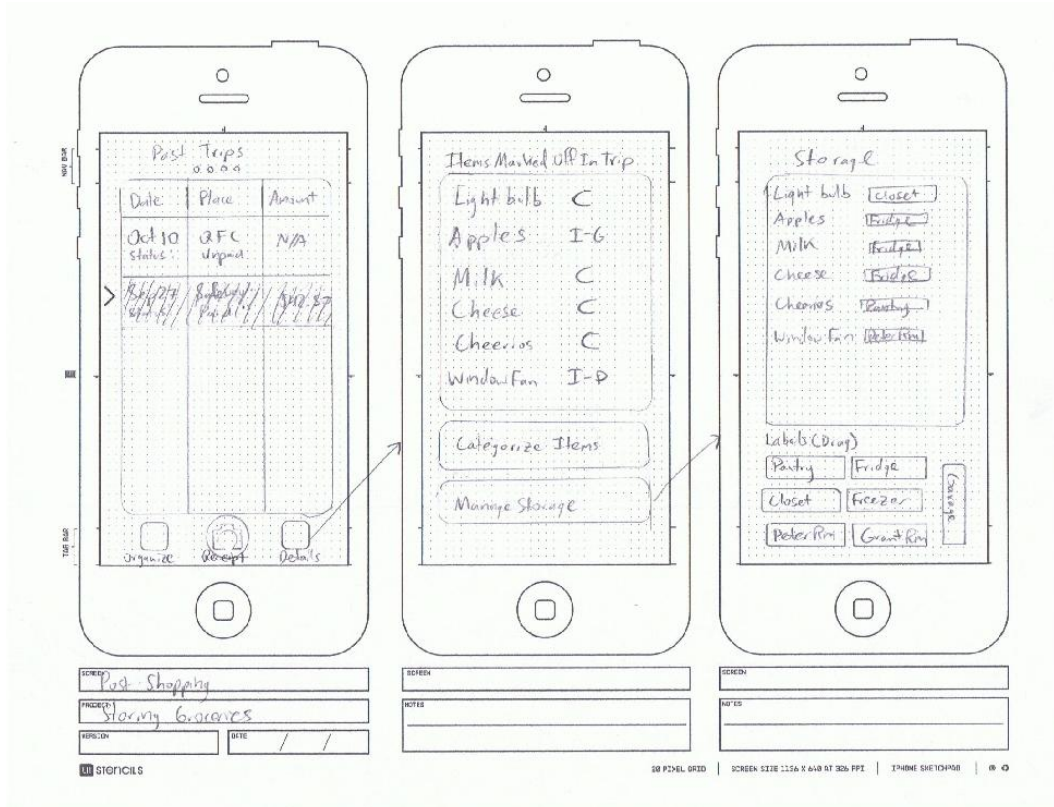 Past Trips
Date Place Amount
Oct 10 QFC N/A
Status: Unpaid
Organize Receipt Details
NAV BAR
TAB BAR
SCREEN Post-Shopping
PROJECT Storing Groceries
VERSION DATE / /
UI STENCILS
Items Marked Off In Trip
Light bulb C
Apples I-G
Milk C
Cheese C
Cheerios C
Window Fan I-P
Categorize Items
Manage Storage
SCREEN
NOTES
Storage
Light bulb Closet
Apples Fridge
Milk Fridge
Cheese Fridge
Cheerios Pantry
Window Fan Peter Rm
Labels (Drag)
Pantry Fridge
Closet Freezer
Garage
Peter Rm Grant Rm
SCREEN
NOTES
20 PIXEL GRID | SCREEN SIZE 1136 X 640 AT 326 PPI | IPHONE SKETCHPAD |